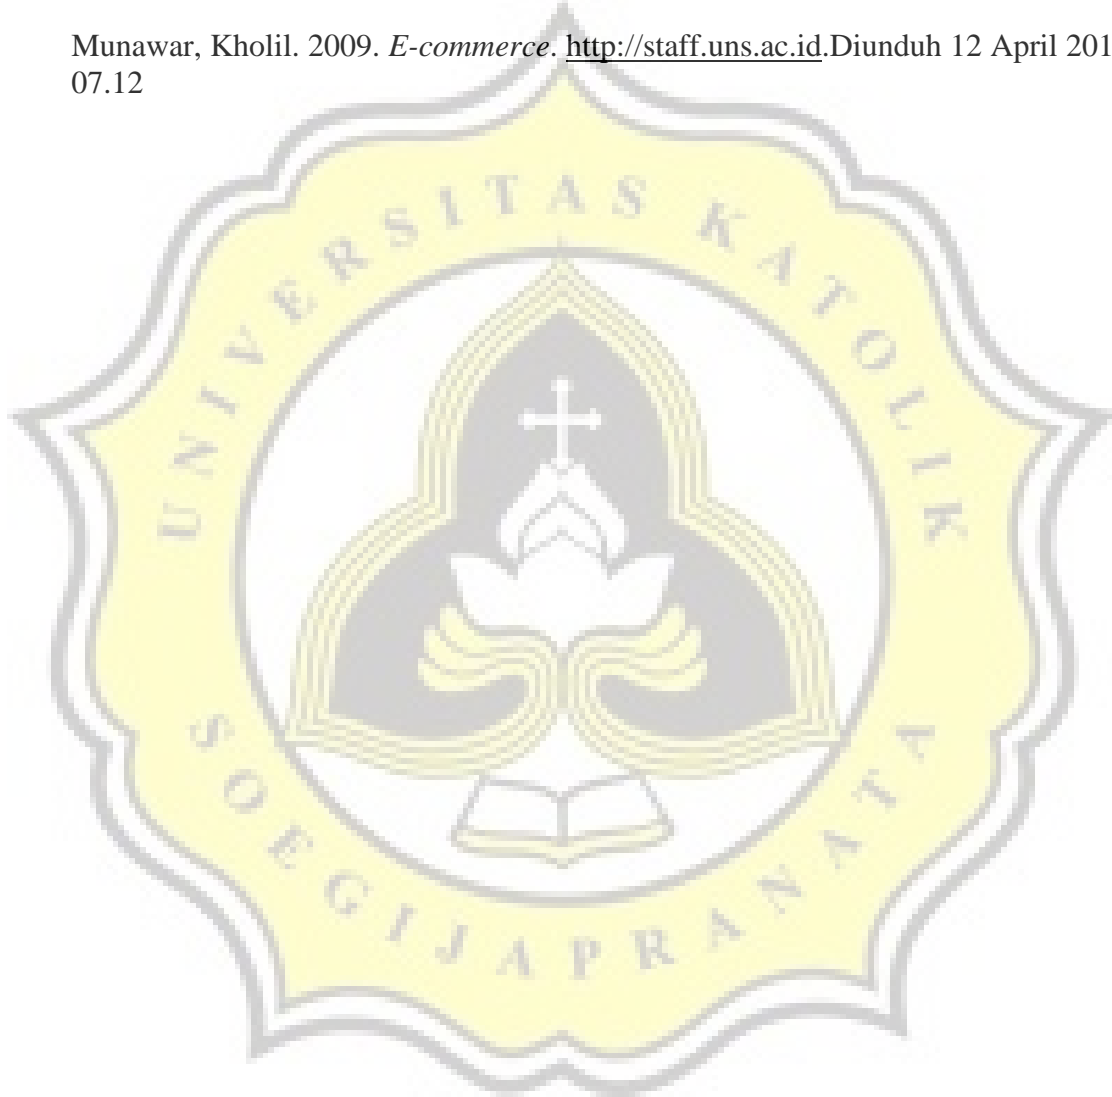 Munawar, Kholil. 2009. E-commerce. http://staff.uns.ac.id.Diunduh 12 April 201
07.12
UNIVERSITAS KATOLIK
SOEGIJAPRANATA